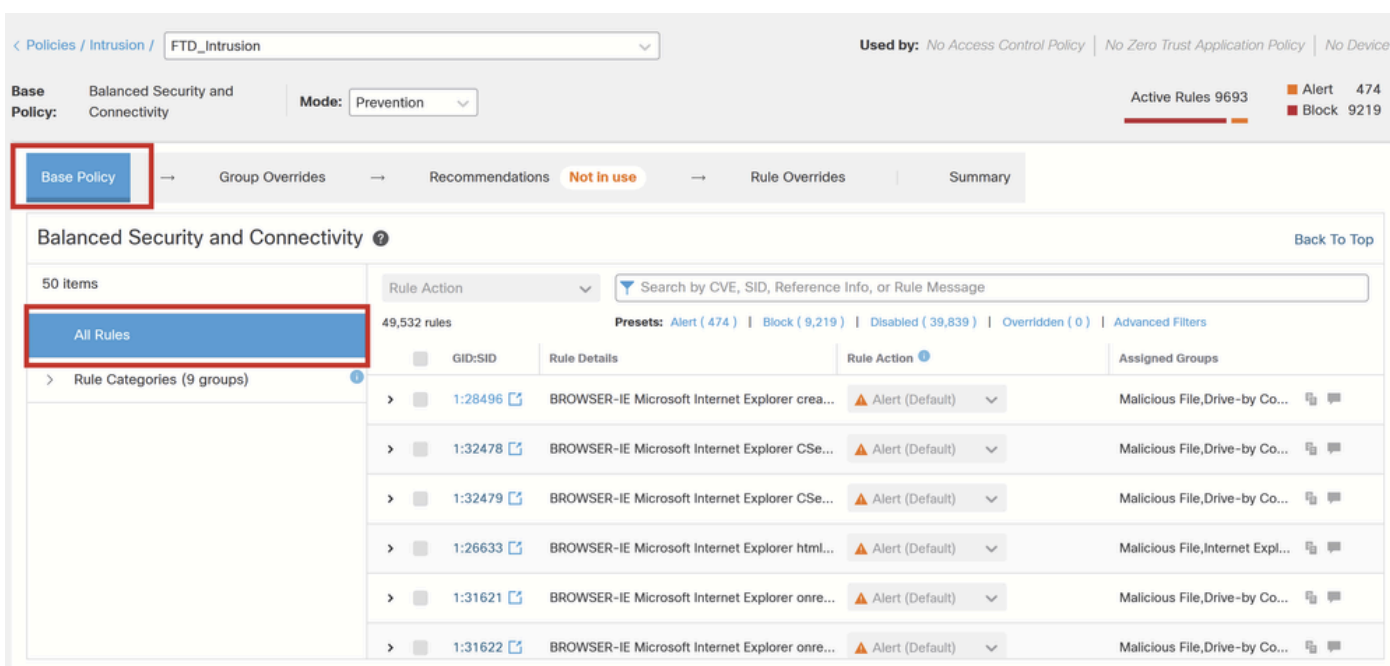 < Policies / Intrusion / FTD_Intrusion Used by: No Access Control Policy | No Zero Trust Application Policy | No Device
Base Policy: Balanced Security and Connectivity Mode: Prevention Active Rules 9693 Alert 474 Block 9219
Base Policy → Group Overrides → Recommendations Not in use → Rule Overrides | Summary
Balanced Security and Connectivity Back To Top
50 items Rule Action Search by CVE, SID, Reference Info, or Rule Message
All Rules
Rule Categories (9 groups)
49,532 rules Presets: Alert ( 474 ) | Block ( 9,219 ) | Disabled ( 39,839 ) | Overridden ( 0 ) | Advanced Filters
GID:SID Rule Details Rule Action Assigned Groups
1:28496 BROWSER-IE Microsoft Internet Explorer crea... Alert (Default) Malicious File,Drive-by Co...
1:32478 BROWSER-IE Microsoft Internet Explorer CSe... Alert (Default) Malicious File,Drive-by Co...
1:32479 BROWSER-IE Microsoft Internet Explorer CSe... Alert (Default) Malicious File,Drive-by Co...
1:26633 BROWSER-IE Microsoft Internet Explorer html... Alert (Default) Malicious File,Internet Expl...
1:31621 BROWSER-IE Microsoft Internet Explorer onre... Alert (Default) Malicious File,Drive-by Co...
1:31622 BROWSER-IE Microsoft Internet Explorer onre... Alert (Default) Malicious File,Drive-by Co...